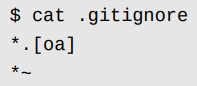 $ cat .gitignore
*.[oa]
*~